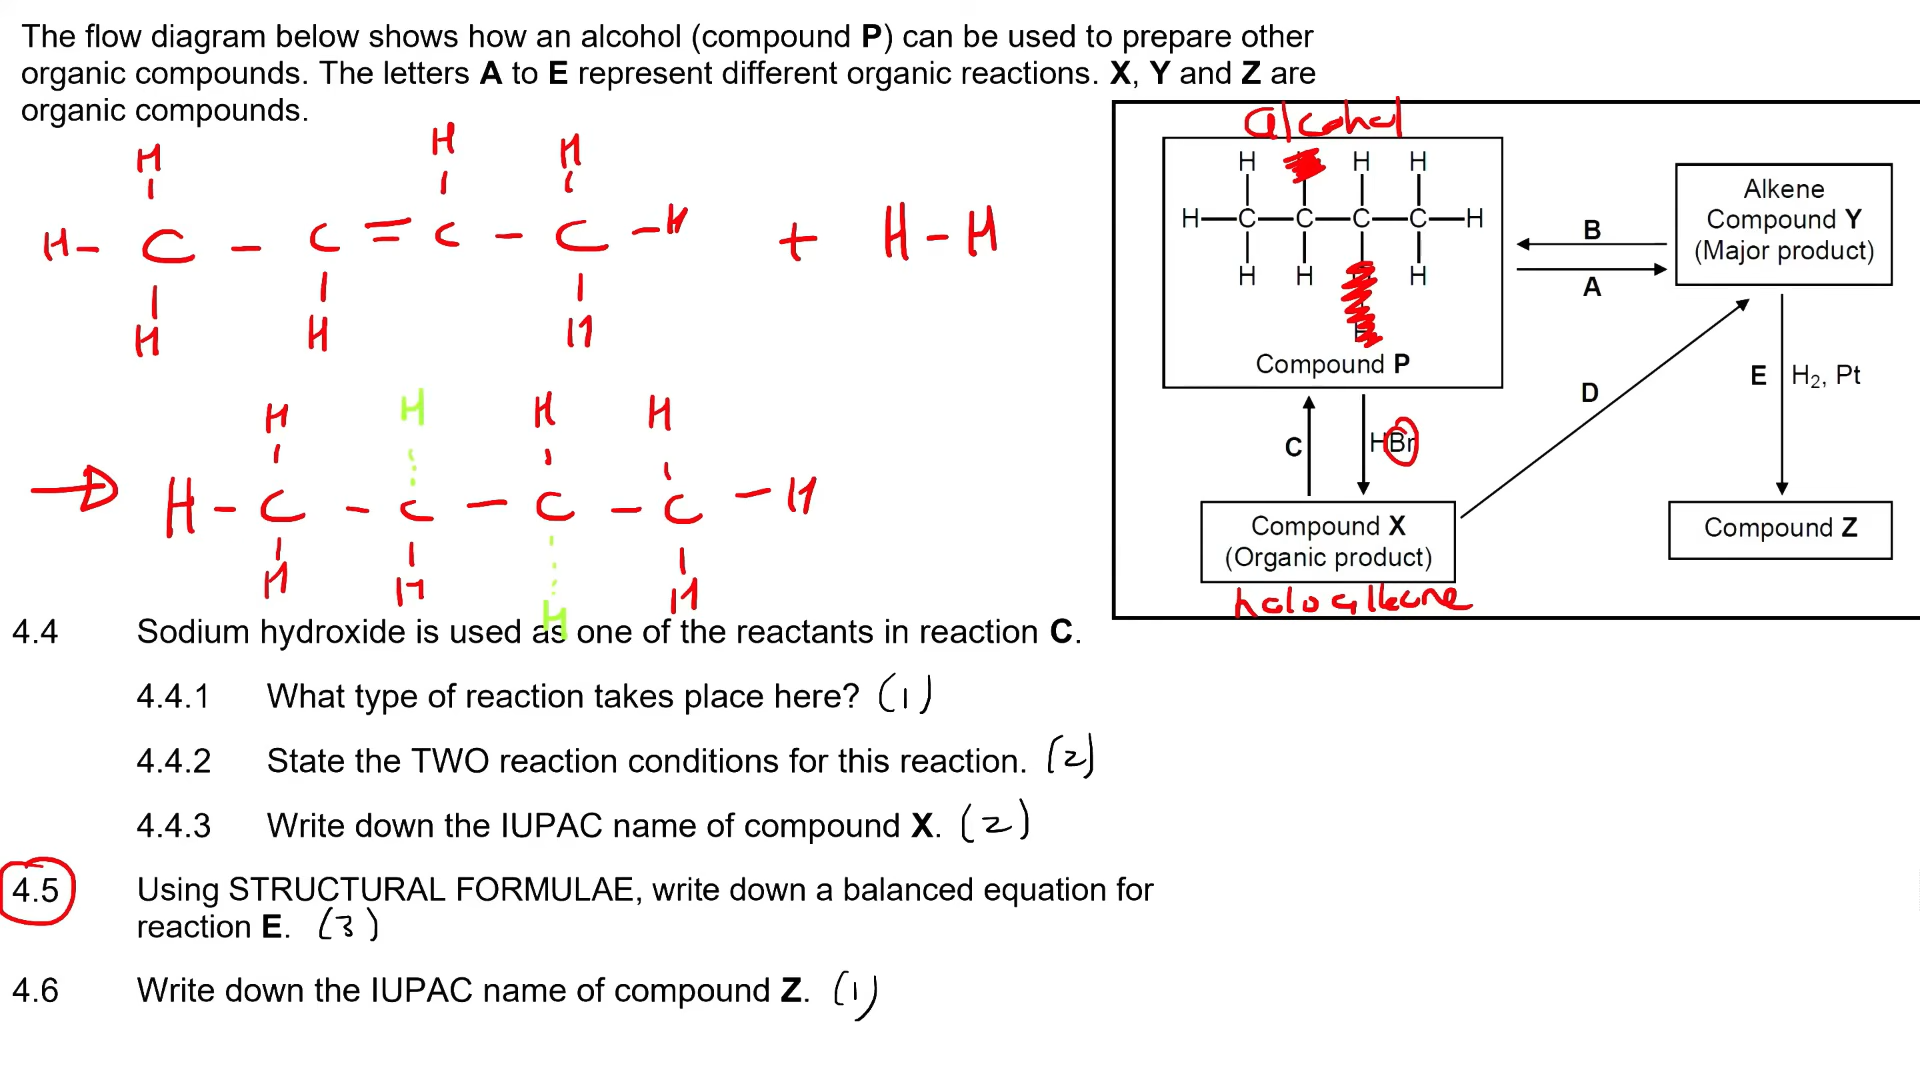 The flow diagram below shows how an alcohol (compound P) can be used to prepare other
organic compounds. The letters A to E represent different organic reactions. X, Y and Z are
organic compounds.
H H H
H - C - C = C - C - H + H - H
H H H
H H H H
→ H - C - C - C - C - H
H H H H
alcohol
H H H
H C C C C H
H H H
Compound P
Alkene
Compound Y
(Major product)
B
A
C
HBr
D
E H₂, Pt
Compound X
(Organic product)
haloalkane
Compound Z
4.4 Sodium hydroxide is used as one of the reactants in reaction C.
4.4.1 What type of reaction takes place here? (1)
4.4.2 State the TWO reaction conditions for this reaction. (2)
4.4.3 Write down the IUPAC name of compound X. (2)
4.5 Using STRUCTURAL FORMULAE, write down a balanced equation for
reaction E. (3)
4.6 Write down the IUPAC name of compound Z. (1)